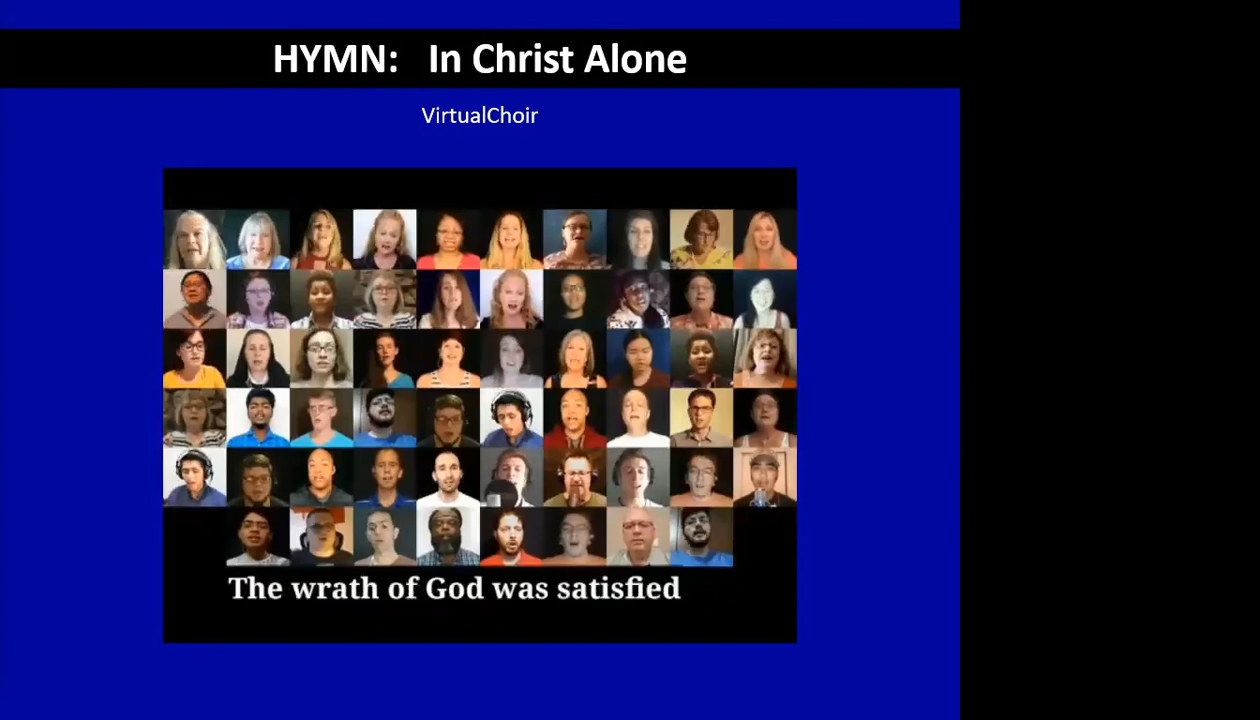 HYMN: In Christ Alone
VirtualChoir
The wrath of God was satisfied